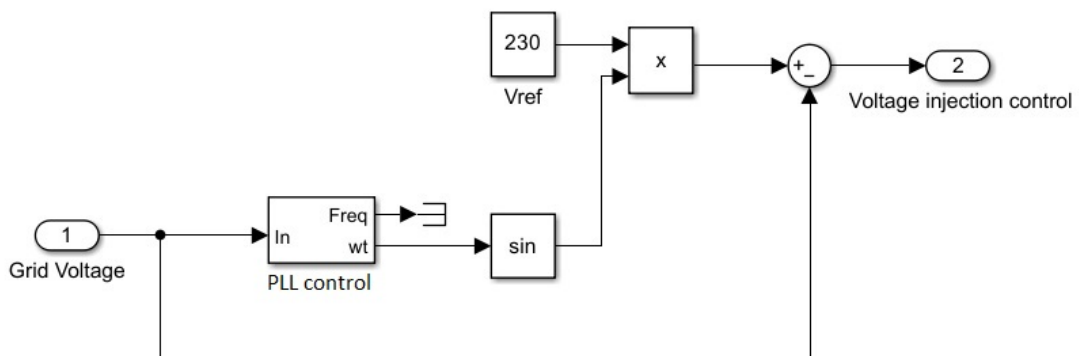 230
Vref
x
+
−
2
Voltage injection control
1
Grid Voltage
In
Freq
wt
PLL control
sin